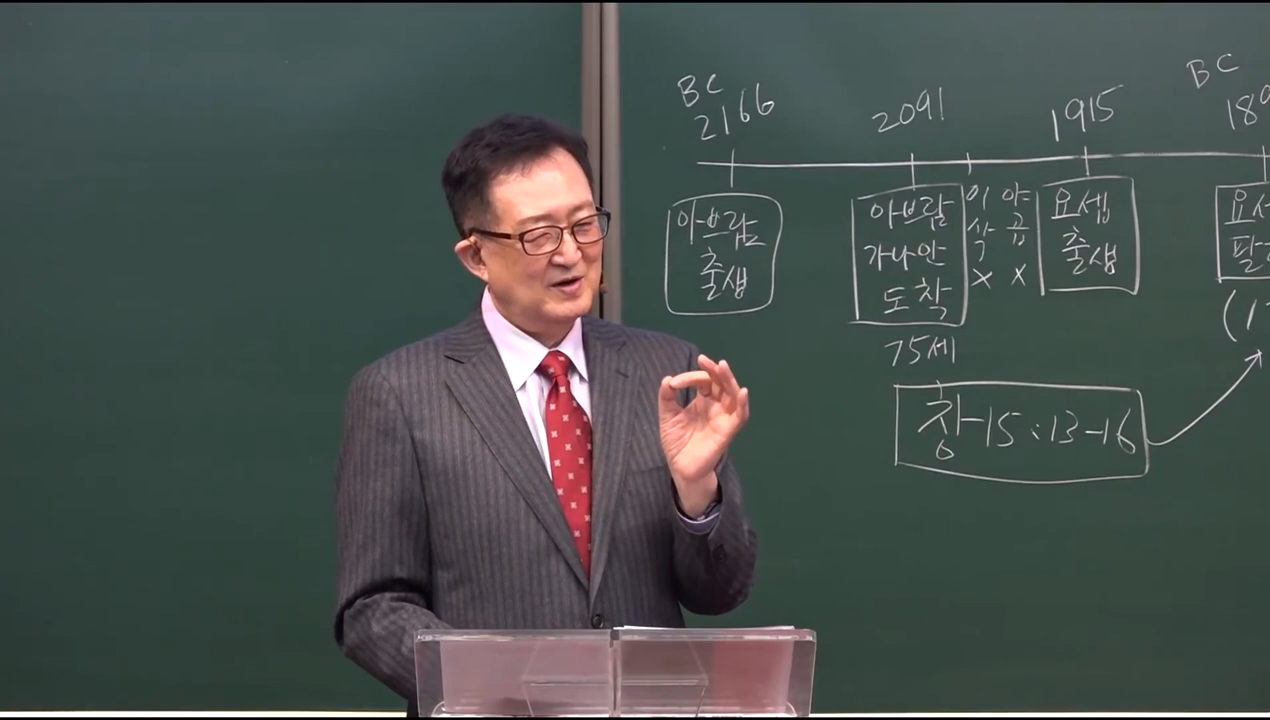 BC
2166
2091
1915
BC
아브람
출생
아브람
가나안
도착
이삭
×
야곱
×
요셉
출생
75세
창-15:13-16